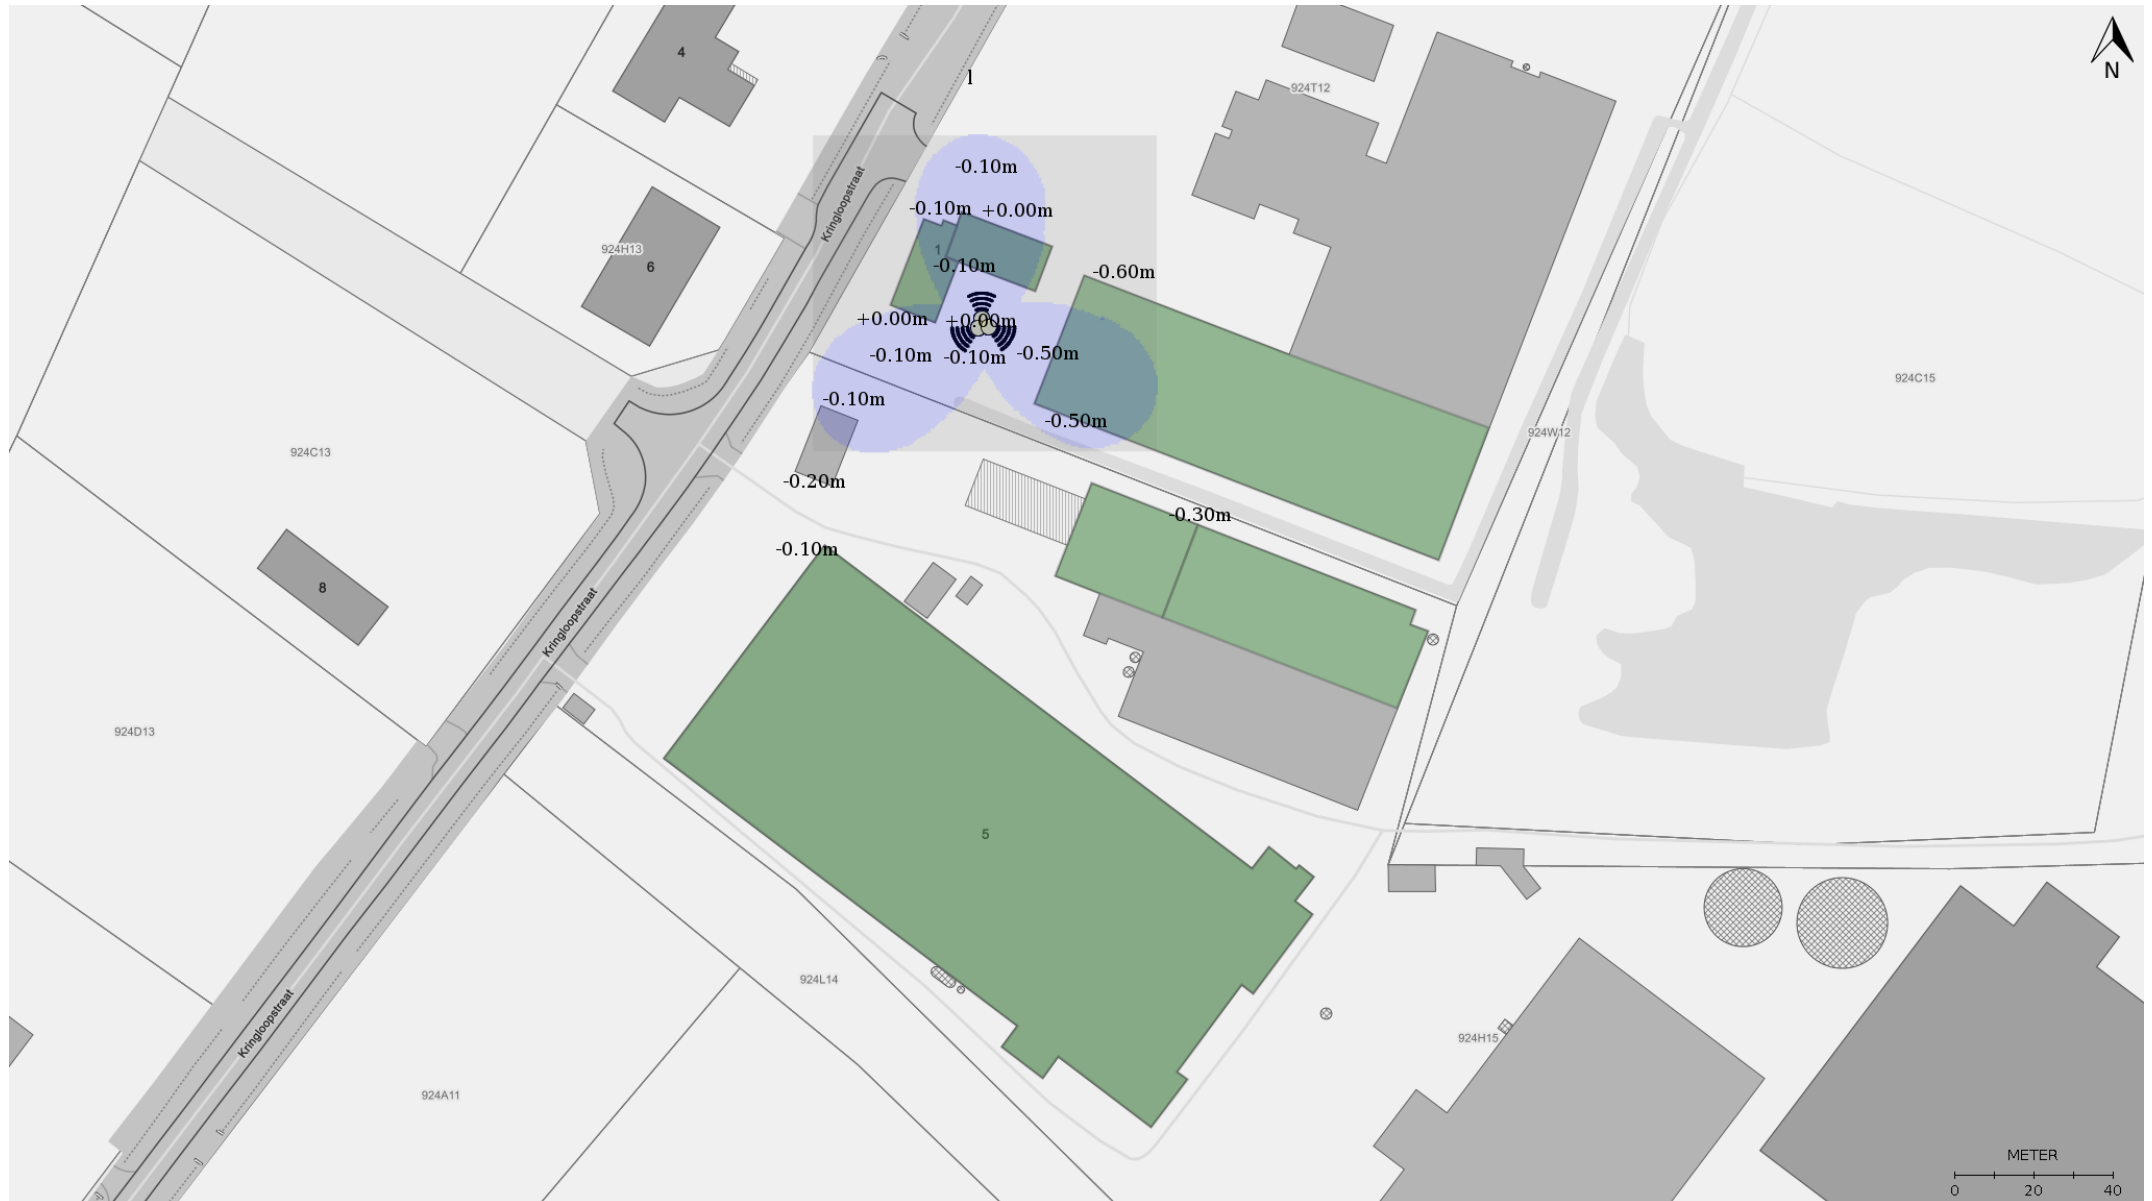 4
N
l
924T12
-0.10m
Kringloopstraat
-0.10m
+0.00m
924H13
1
6
-0.10m
-0.60m
+0.00m
+0.00m
-0.10m
-0.10m
-0.50m
924C15
-0.10m
-0.50m
924W12
924C13
-0.20m
-0.30m
-0.10m
8
Kringloopstraat
924D13
5
924L14
Kringloopstraat
924H15
924A11
METER
0 20 40